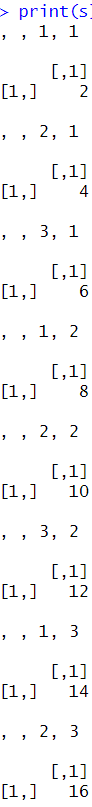 > print(s)
, , 1, 1
[,1]
[1,] 2
, , 2, 1
[,1]
[1,] 4
, , 3, 1
[,1]
[1,] 6
, , 1, 2
[,1]
[1,] 8
, , 2, 2
[,1]
[1,] 10
, , 3, 2
[,1]
[1,] 12
, , 1, 3
[,1]
[1,] 14
, , 2, 3
[,1]
[1,] 16